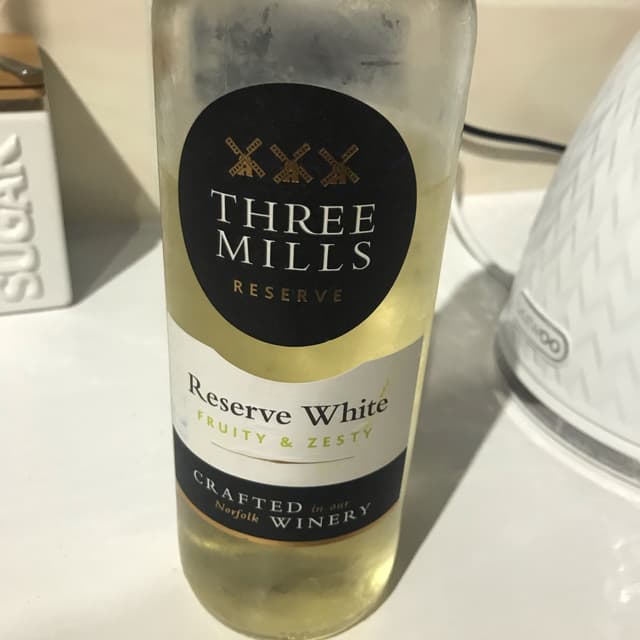 THREE
MILLS
RESERVE
Reserve White
FRUITY & ZESTY
CRAFTED in our
Norfolk WINERY
SUGAR